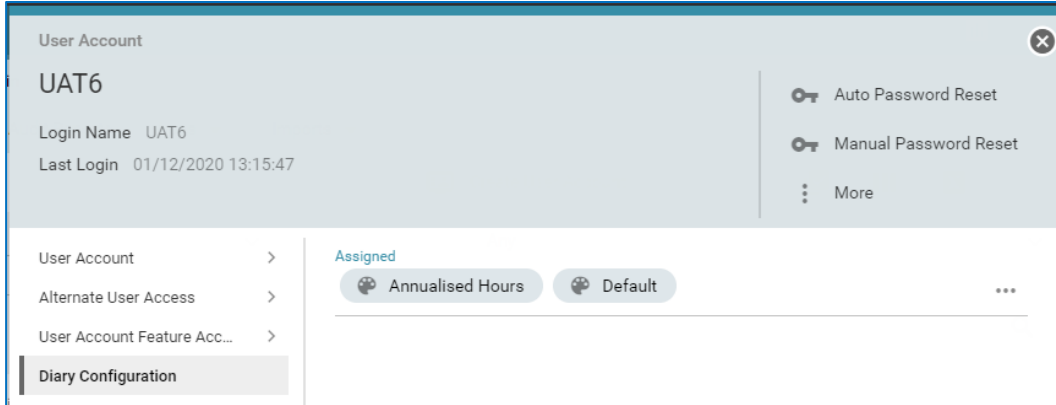 User Account
UAT6
Login Name UAT6
Last Login 01/12/2020 13:15:47
Auto Password Reset
Manual Password Reset
More
User Account
Alternate User Access
User Account Feature Acc...
Diary Configuration
Assigned
Annualised Hours Default